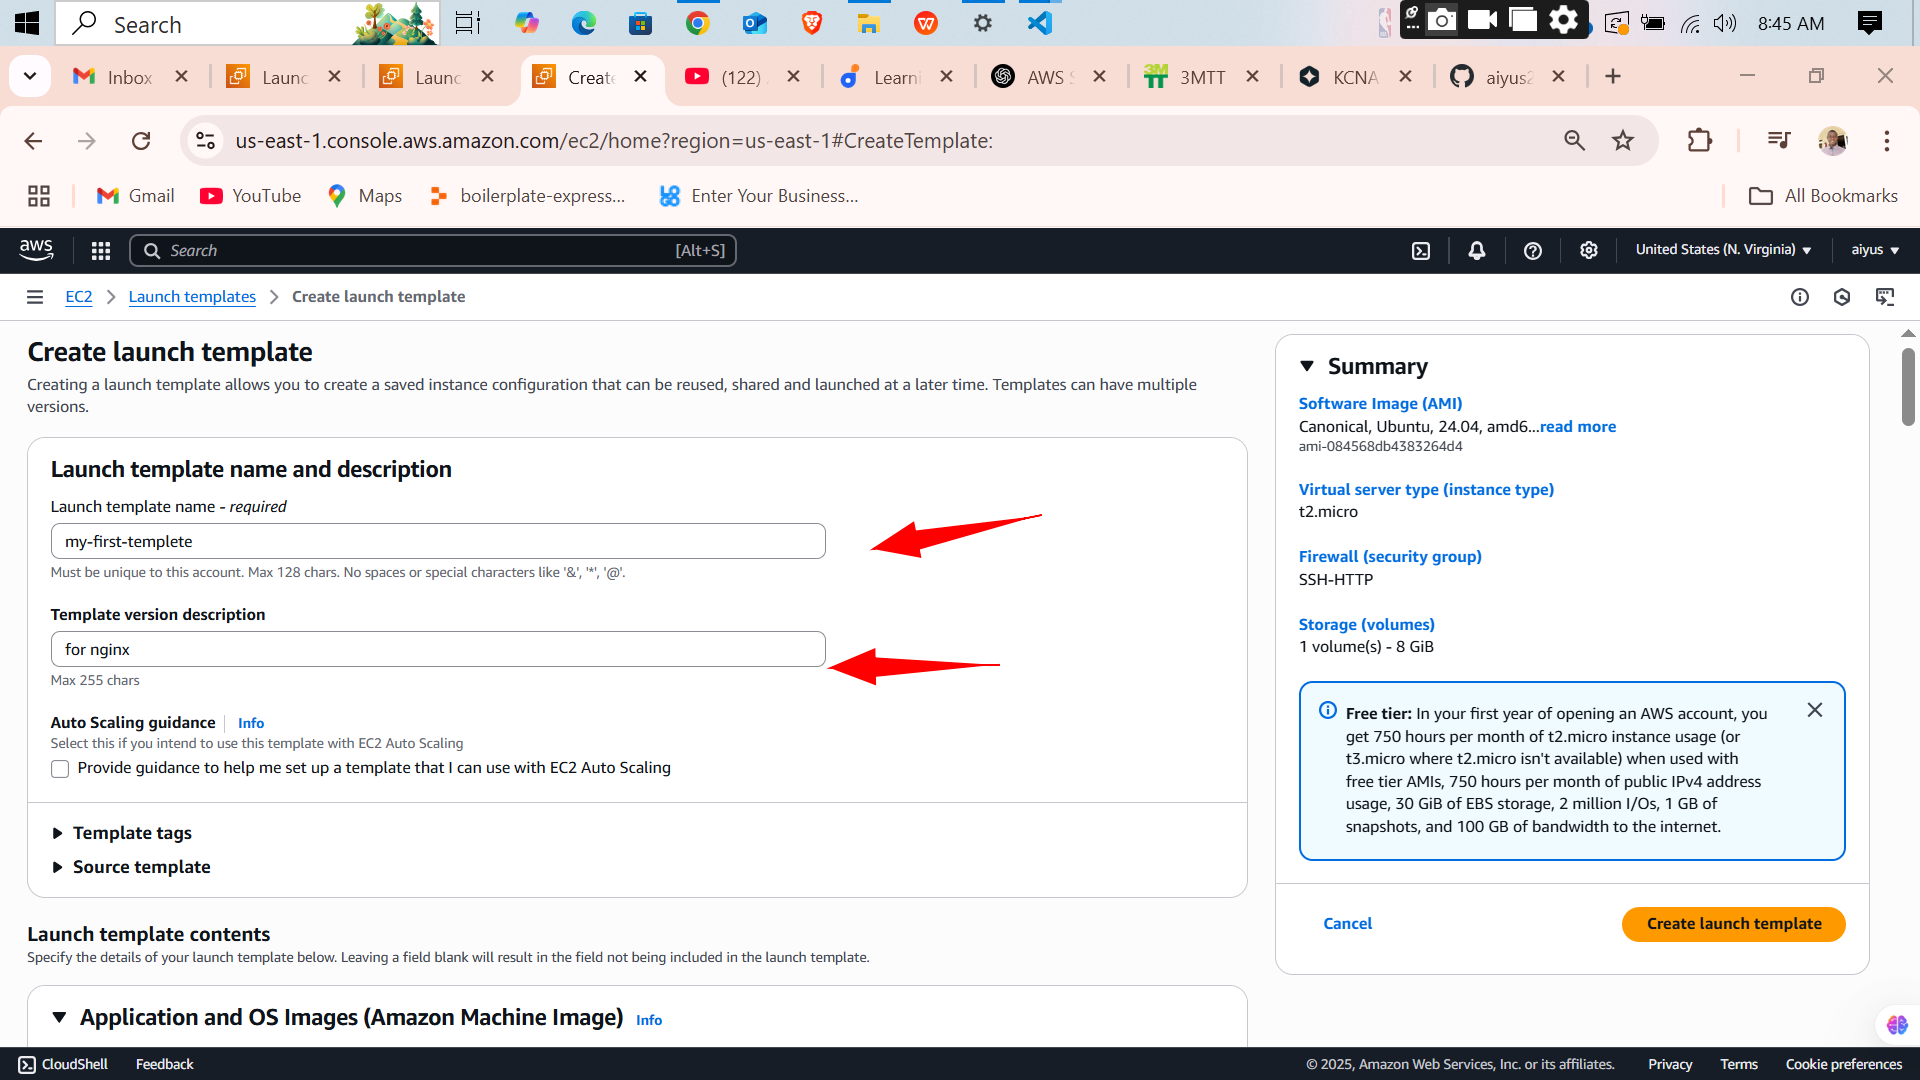 Search
8:45 AM
Inbox
Launc
Launc
Create
(122)
Learni
AWS S
3MTT
KCNA
aiyus2
us-east-1.console.aws.amazon.com/ec2/home?region=us-east-1#CreateTemplate:
Gmail
YouTube
Maps
boilerplate-express...
Enter Your Business...
All Bookmarks
aws
Search
[Alt+S]
United States (N. Virginia)
aiyus
EC2
Launch templates
Create launch template
Create launch template
Creating a launch template allows you to create a saved instance configuration that can be reused, shared and launched at a later time. Templates can have multiple
versions.
Launch template name and description
Launch template name - required
my-first-templete
Must be unique to this account. Max 128 chars. No spaces or special characters like '&', '*', '@'.
Template version description
for nginx
Max 255 chars
Auto Scaling guidance
Info
Select this if you intend to use this template with EC2 Auto Scaling
Provide guidance to help me set up a template that I can use with EC2 Auto Scaling
Template tags
Source template
Launch template contents
Specify the details of your launch template below. Leaving a field blank will result in the field not being included in the launch template.
Application and OS Images (Amazon Machine Image)
Info
Summary
Software Image (AMI)
Canonical, Ubuntu, 24.04, amd6...read more
ami-084568db4383264d4
Virtual server type (instance type)
t2.micro
Firewall (security group)
SSH-HTTP
Storage (volumes)
1 volume(s) - 8 GiB
Free tier: In your first year of opening an AWS account, you
get 750 hours per month of t2.micro instance usage (or
t3.micro where t2.micro isn't available) when used with
free tier AMIs, 750 hours per month of public IPv4 address
usage, 30 GiB of EBS storage, 2 million I/Os, 1 GB of
snapshots, and 100 GB of bandwidth to the internet.
Cancel
Create launch template
CloudShell
Feedback
© 2025, Amazon Web Services, Inc. or its affiliates.
Privacy
Terms
Cookie preferences